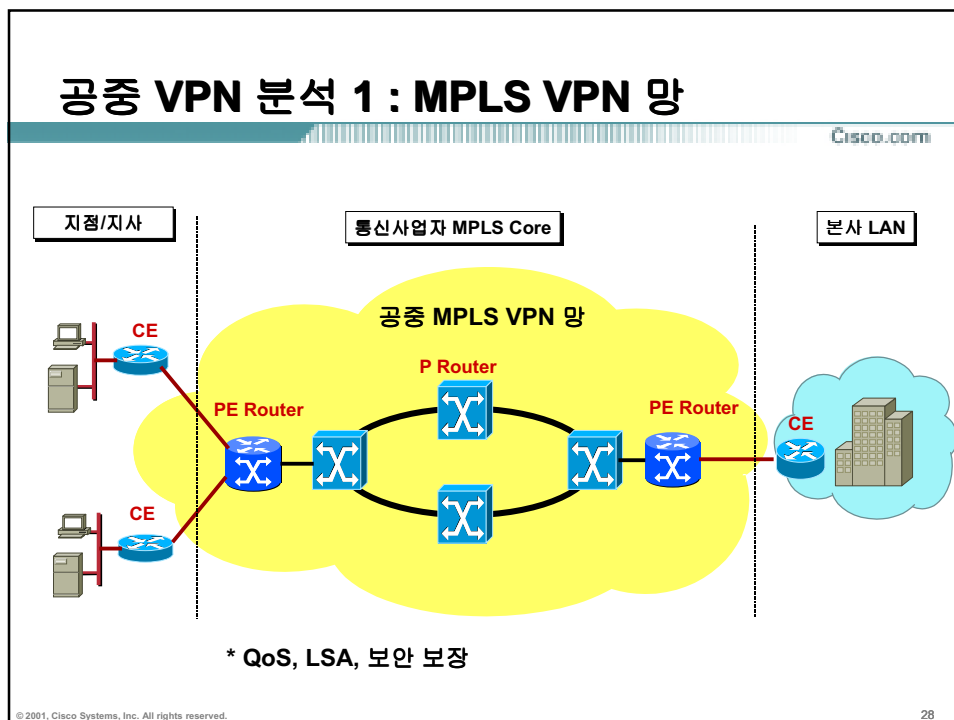 공중 VPN 분석 1 : MPLS VPN 망
Cisco.com
지점/지사
통신사업자 MPLS Core
본사 LAN
공중 MPLS VPN 망
CE
P Router
PE Router
PE Router
CE
CE
* QoS, LSA, 보안 보장
© 2001, Cisco Systems, Inc. All rights reserved.
28